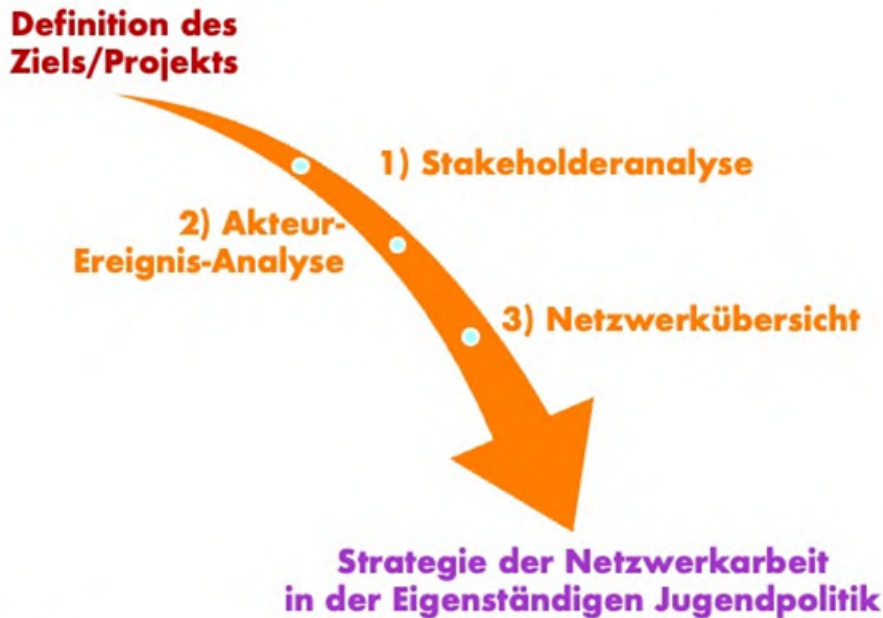 Definition des
Ziels/Projekts
1) Stakeholderanalyse
2) Akteur-
Ereignis-Analyse
3) Netzwerkübersicht
Strategie der Netzwerkarbeit
in der Eigenständigen Jugendpolitik